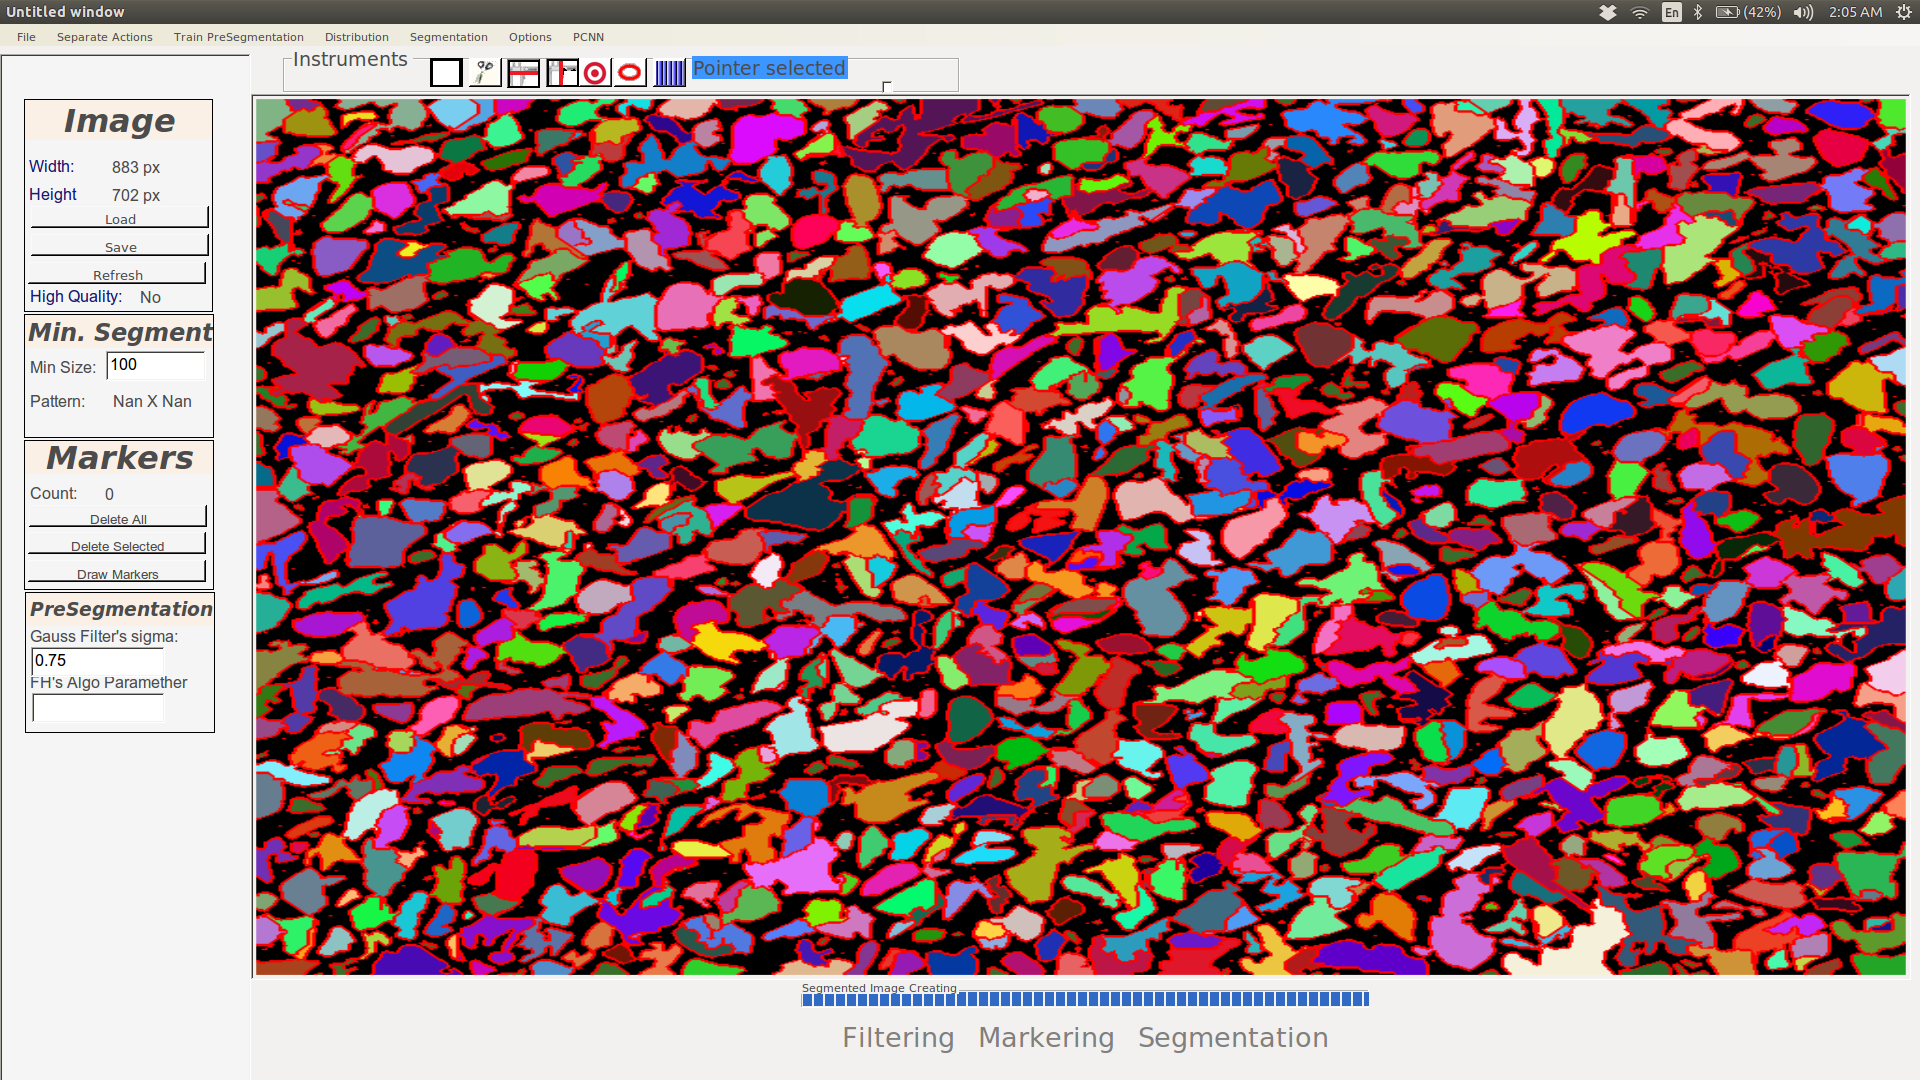 Untitled window
En
(42%)
2:05 AM
File Separate Actions Train PreSegmentation Distribution Segmentation Options PCNN
Instruments
Pointer selected
Image
Width: 883 px
Height 702 px
Load
Save
Refresh
High Quality: No
Min. Segment
Min Size: 100
Pattern: Nan X Nan
Markers
Count: 0
Delete All
Delete Selected
Draw Markers
PreSegmentation
Gauss Filter's sigma:
0.75
FH's Algo Paramether
Segmented Image Creating
Filtering Markering Segmentation